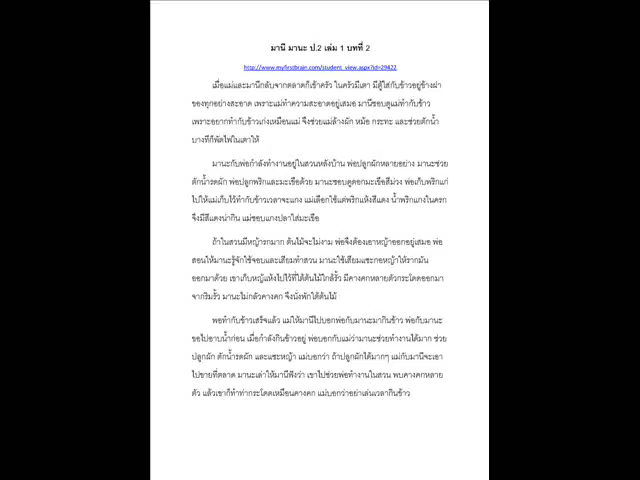 มานี มานะ ป.2 เล่ม 1 บทที่ 2
http://www.myfirstbrain.com/student_view.aspx?id=29422
เมื่อแม่และมานีกลับจากตลาดก็เข้าครัว ในครัวมีเตา มีตู้ใส่กับข้าวอยู่ข้างฝา
ของทุกอย่างสะอาด เพราะแม่ทำความสะอาดอยู่เสมอ มานีชอบดูแม่ทำกับข้าว
เพราะอยากทำกับข้าวเก่งเหมือนแม่ จึงช่วยแม่ล้างผัก หม้อ กระทะ และช่วยตักน้ำ
บางทีก็พัดไฟในเตาให้
มานะกับพ่อกำลังทำงานอยู่ในสวนหลังบ้าน พ่อปลูกผักหลายอย่าง มานะช่วย
ตักน้ำรดผัก พ่อปลูกพริกและมะเขือด้วย มานะชอบดูดอกมะเขือสีม่วง พ่อเก็บพริกแก่
ไปให้แม่เก็บไว้ทำกับข้าวเวลาจะแกง แม่เลือกใช้แต่พริกแห้งสีแดง น้ำพริกแกงในครก
จึงมีสีแดงน่ากิน แม่ชอบแกงปลาใส่มะเขือ
ถ้าในสวนมีหญ้ารกมาก ต้นไม้จะไม่งาม พ่อจึงต้องเอาหญ้าออกอยู่เสมอ พ่อ
สอนให้มานะรู้จักใช้จอบและเสียมทำสวน มานะใช้เสียมแซะกอหญ้าให้รากมัน
ออกมาด้วย เขาเก็บหญ้าแห้งไปไว้ที่ใต้ต้นไม้ใกล้รั้ว มีคางคกหลายตัวกระโดดออกมา
จากริมรั้ว มานะไม่กลัวคางคก จึงนั่งพักใต้ต้นไม้
พอทำกับข้าวเสร็จแล้ว แม่ให้มานีไปบอกพ่อกับมานะมากินข้าว พ่อกับมานะ
ขอไปอาบน้ำก่อน เมื่อกำลังกินข้าวอยู่ พ่อบอกกับแม่ว่ามานะช่วยทำงานได้มาก ช่วย
ปลูกผัก ตักน้ำรดผัก และแซะหญ้า แม่บอกว่า ถ้าปลูกผักได้มากๆ แม่กับมานีจะเอา
ไปขายที่ตลาด มานะเล่าให้มานีฟังว่า เขาไปช่วยพ่อทำงานในสวน พบคางคกหลาย
ตัว แล้วเขาก็ทำท่ากระโดดเหมือนคางคก แม่บอกว่าอย่าเล่นเวลากินข้าว